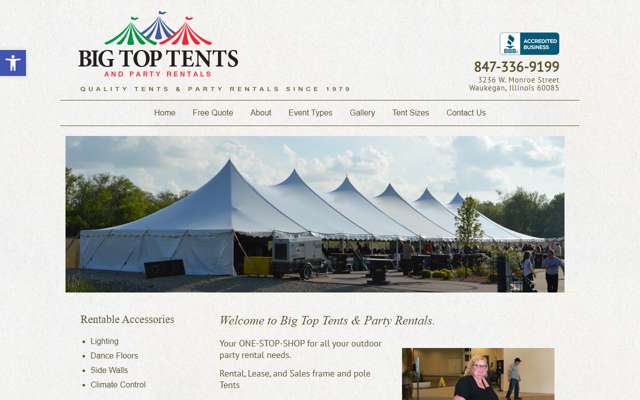 BIG TOP TENTS
AND PARTY RENTALS
QUALITY TENTS & PARTY RENTALS SINCE 1979
BBB
ACCREDITED
BUSINESS
847-336-9199
3236 W. Monroe Street
Waukegan, Illinois 60085
Home Free Quote About Event Types Gallery Tent Sizes Contact Us
Rentable Accessories
Lighting
Dance Floors
Side Walls
Climate Control
Welcome to Big Top Tents & Party Rentals.
Your ONE-STOP-SHOP for all your outdoor
party rental needs.
Rental, Lease, and Sales frame and pole
Tents